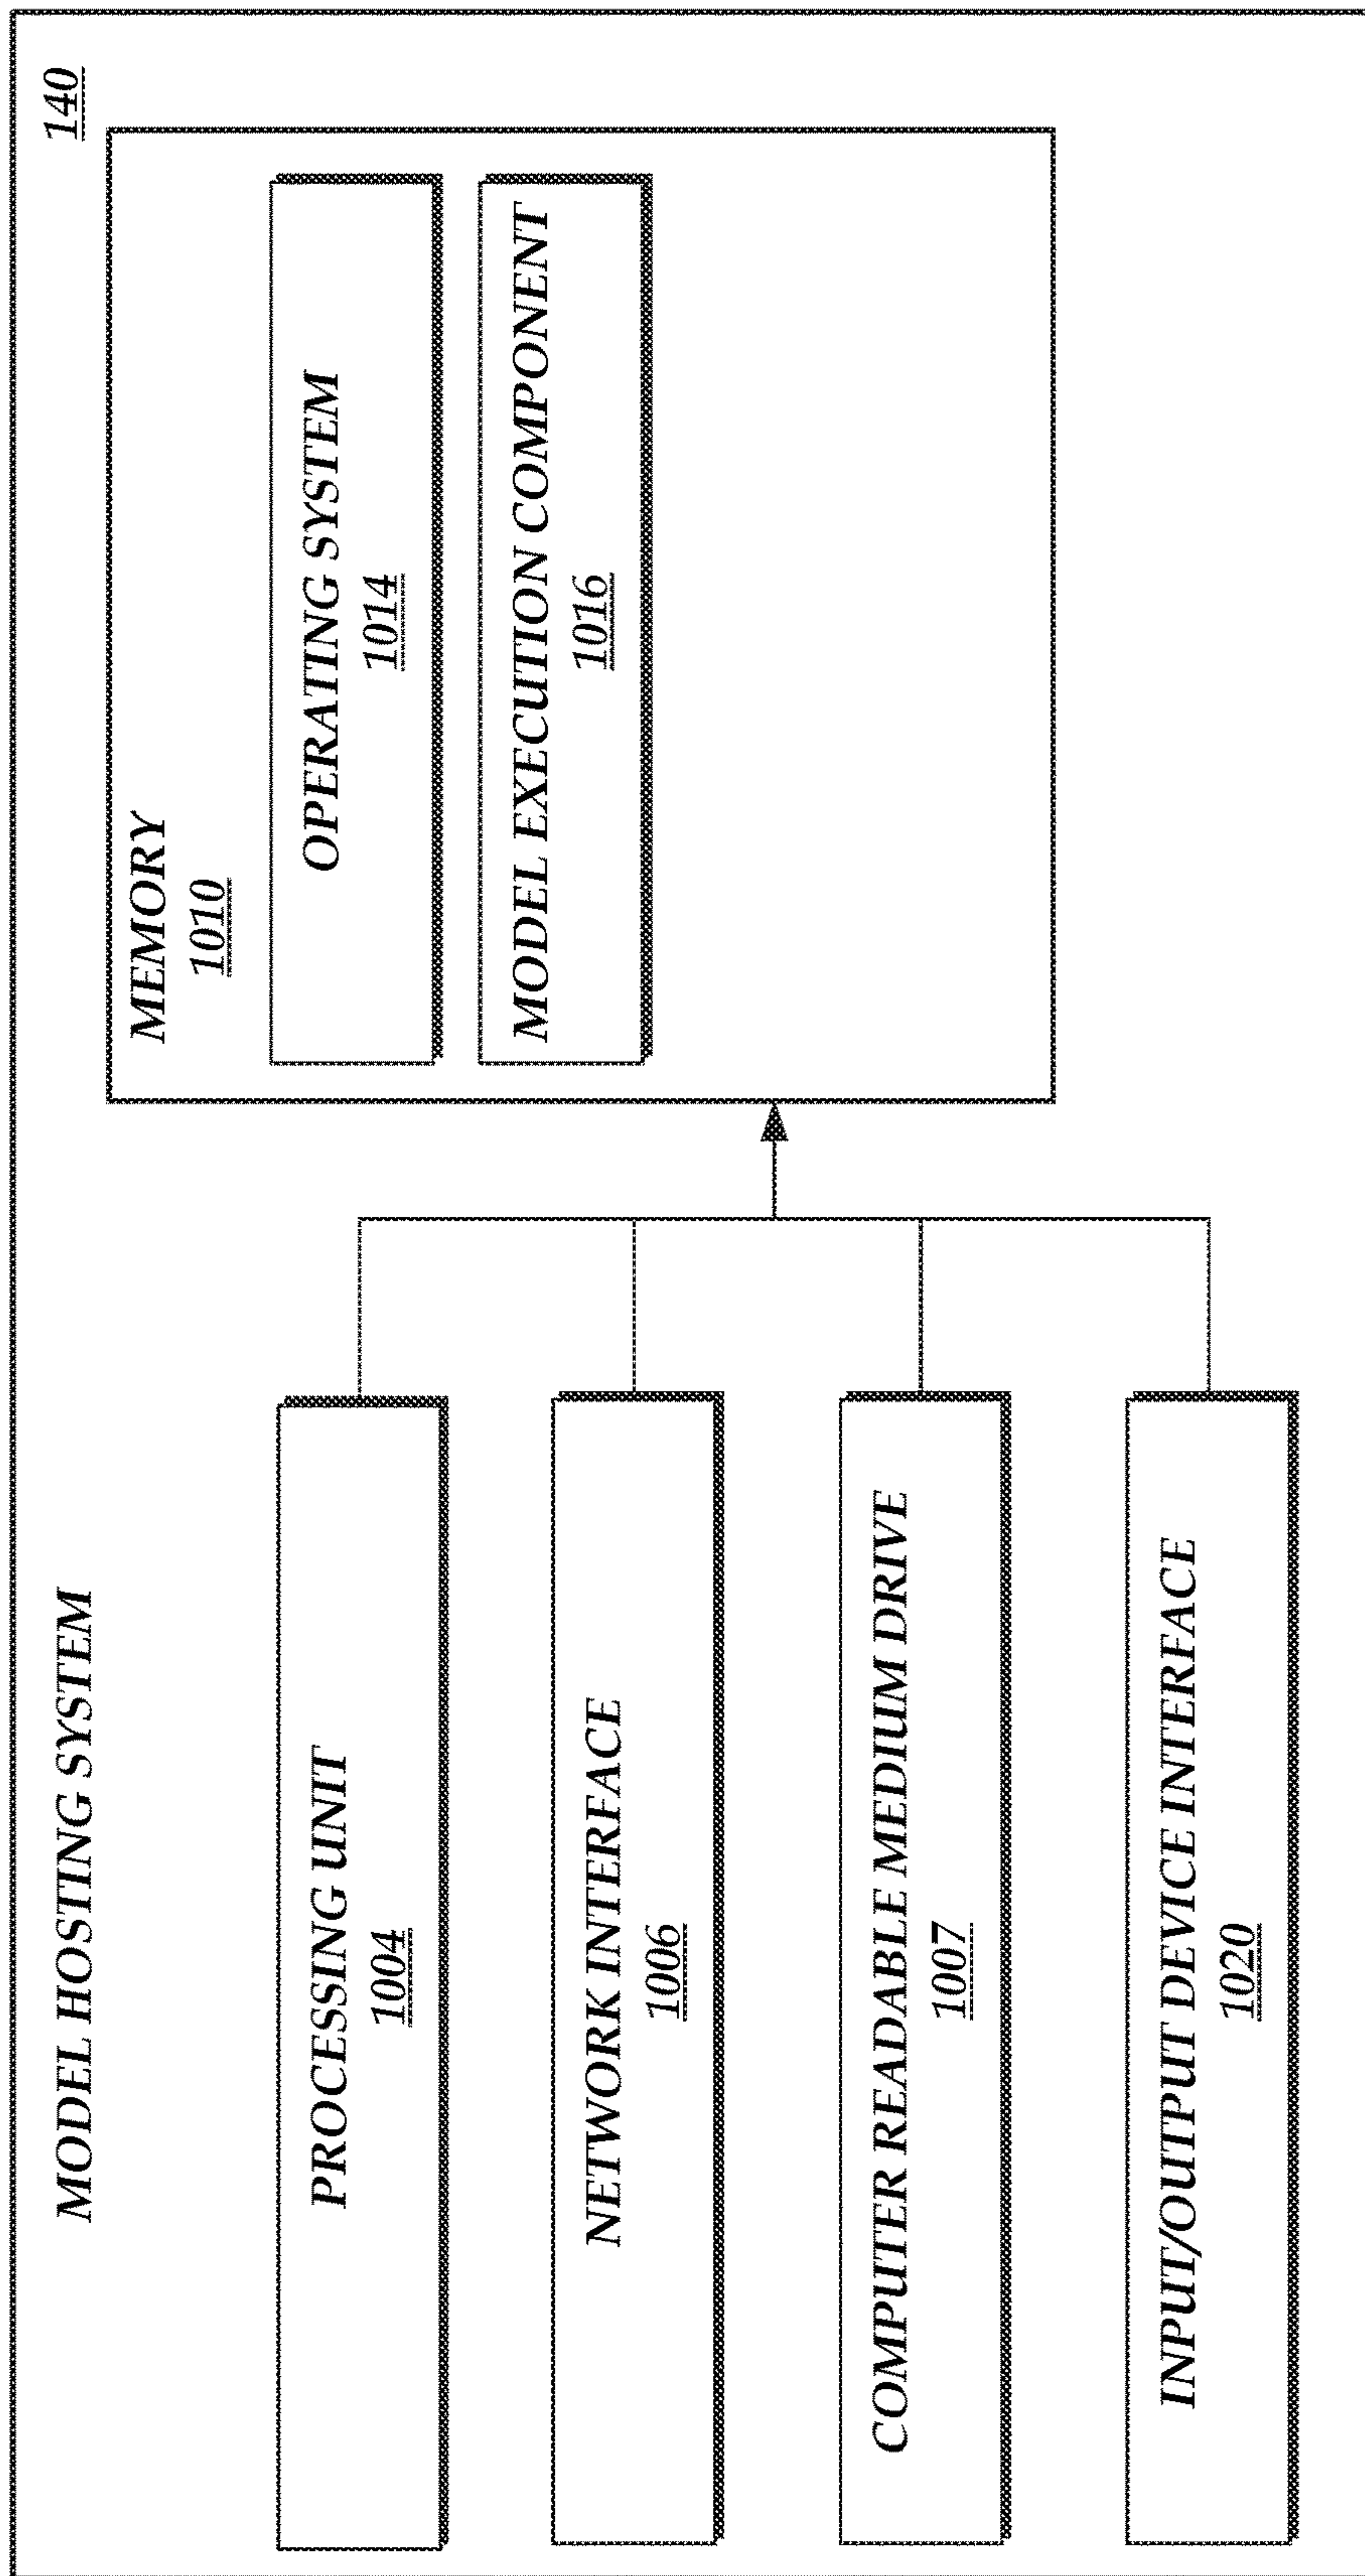 MODEL HOSTING SYSTEM
140
PROCESSING UNIT
1004
NETWORK INTERFACE
1006
COMPUTER READABLE MEDIUM DRIVE
1007
INPUT/OUTPUT DEVICE INTERFACE
1020
MEMORY
1010
OPERATING SYSTEM
1014
MODEL EXECUTION COMPONENT
1016